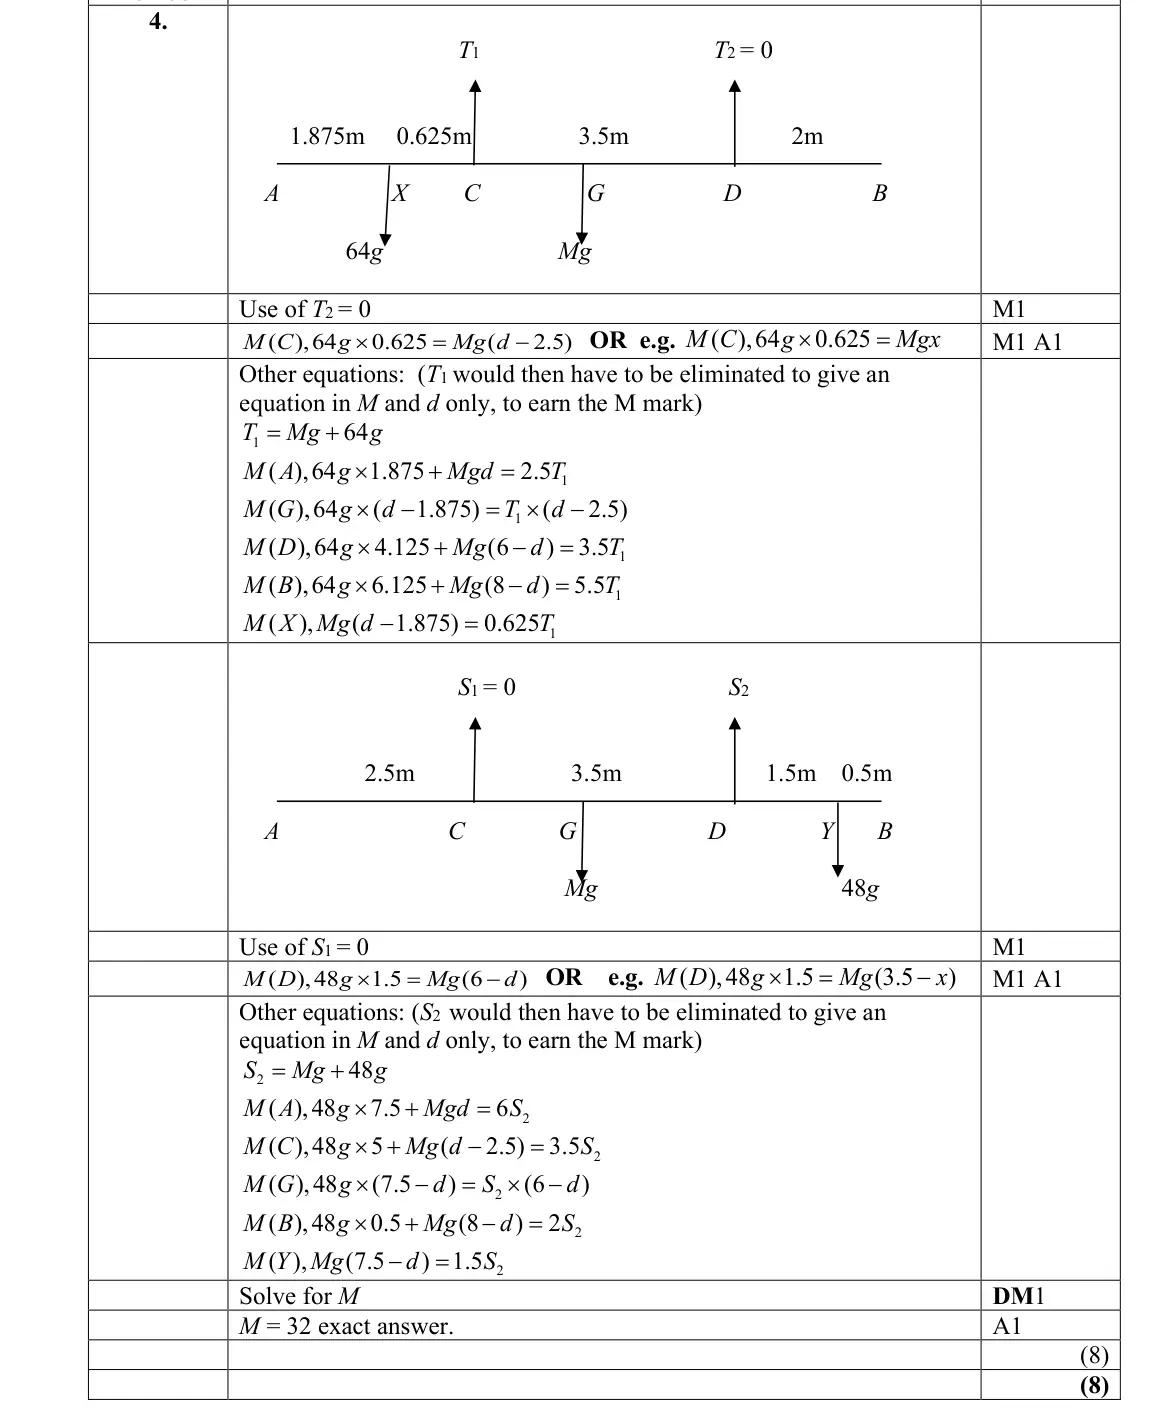 4.
T1 T2 = 0
1.875m 0.625m 3.5m 2m
A X C G D B
64g Mg
Use of T2 = 0 M1
M(C), 64g × 0.625 = Mg(d − 2.5) OR e.g. M(C), 64g × 0.625 = Mgx M1 A1
Other equations: (T1 would then have to be eliminated to give an
equation in M and d only, to earn the M mark)
T1 = Mg + 64g
M(A), 64g × 1.875 + Mgd = 2.5T1
M(G), 64g × (d − 1.875) = T1 × (d − 2.5)
M(D), 64g × 4.125 + Mg(6 − d) = 3.5T1
M(B), 64g × 6.125 + Mg(8 − d) = 5.5T1
M(X), Mg(d − 1.875) = 0.625T1
S1 = 0 S2
2.5m 3.5m 1.5m 0.5m
A C G D Y B
Mg 48g
Use of S1 = 0 M1
M(D), 48g × 1.5 = Mg(6 − d) OR e.g. M(D), 48g × 1.5 = Mg(3.5 − x) M1 A1
Other equations: (S2 would then have to be eliminated to give an
equation in M and d only, to earn the M mark)
S2 = Mg + 48g
M(A), 48g × 7.5 + Mgd = 6S2
M(C), 48g × 5 + Mg(d − 2.5) = 3.5S2
M(G), 48g × (7.5 − d) = S2 × (6 − d)
M(B), 48g × 0.5 + Mg(8 − d) = 2S2
M(Y), Mg(7.5 − d) = 1.5S2
Solve for M DM1
M = 32 exact answer. A1
(8)
(8)